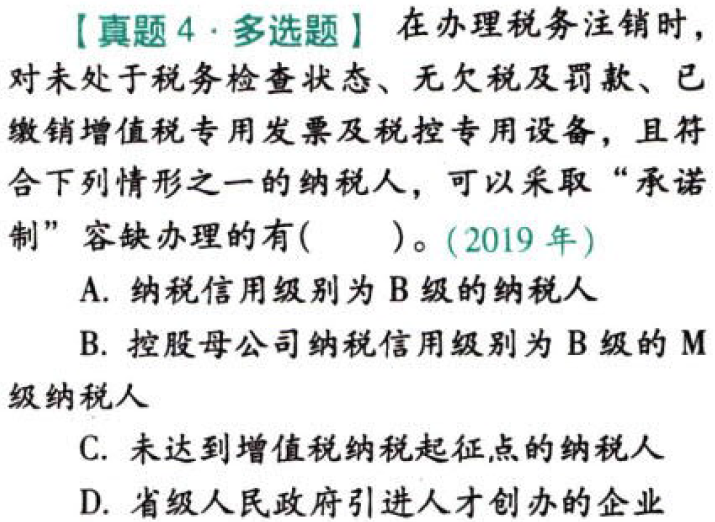 【真题 4·多选题】 在办理税务注销时，
对未处于税务检查状态、无欠税及罚款、已
缴销增值税专用发票及税控专用设备，且符
合下列情形之一的纳税人，可以采取“承诺
制”容缺办理的有(　　)。(2019 年)
A. 纳税信用级别为 B 级的纳税人
B. 控股母公司纳税信用级别为 B 级的 M
级纳税人
C. 未达到增值税纳税起征点的纳税人
D. 省级人民政府引进人才创办的企业